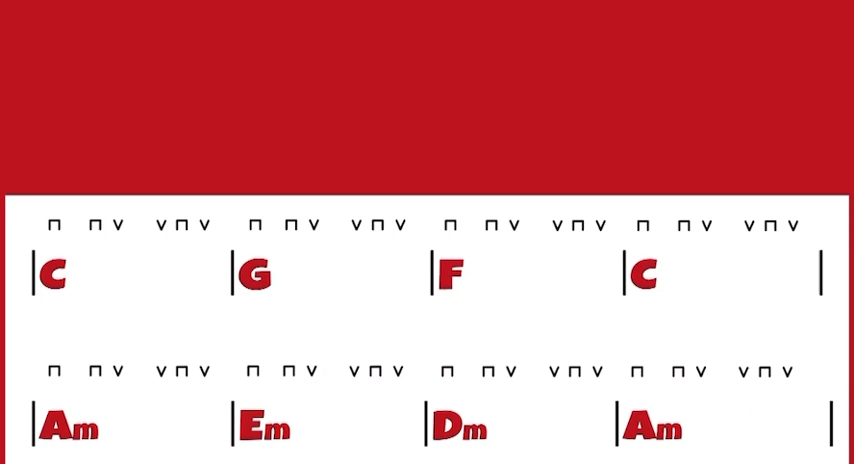 ⊓ ⊓ V V ⊓ V ⊓ ⊓ V V ⊓ V ⊓ ⊓ V V ⊓ V ⊓ ⊓ V V ⊓ V
| C | G | F | C |
⊓ ⊓ V V ⊓ V ⊓ ⊓ V V ⊓ V ⊓ ⊓ V V ⊓ V ⊓ ⊓ V V ⊓ V
| Am | Em | Dm | Am |